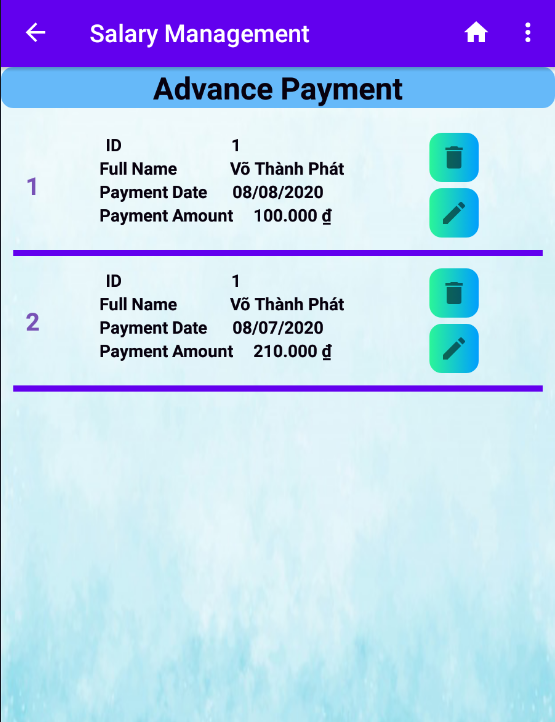 Salary Management
Advance Payment
ID 1
Full Name Võ Thành Phát
1
Payment Date 08/08/2020
Payment Amount 100.000 ₫
ID 1
Full Name Võ Thành Phát
2
Payment Date 08/07/2020
Payment Amount 210.000 ₫